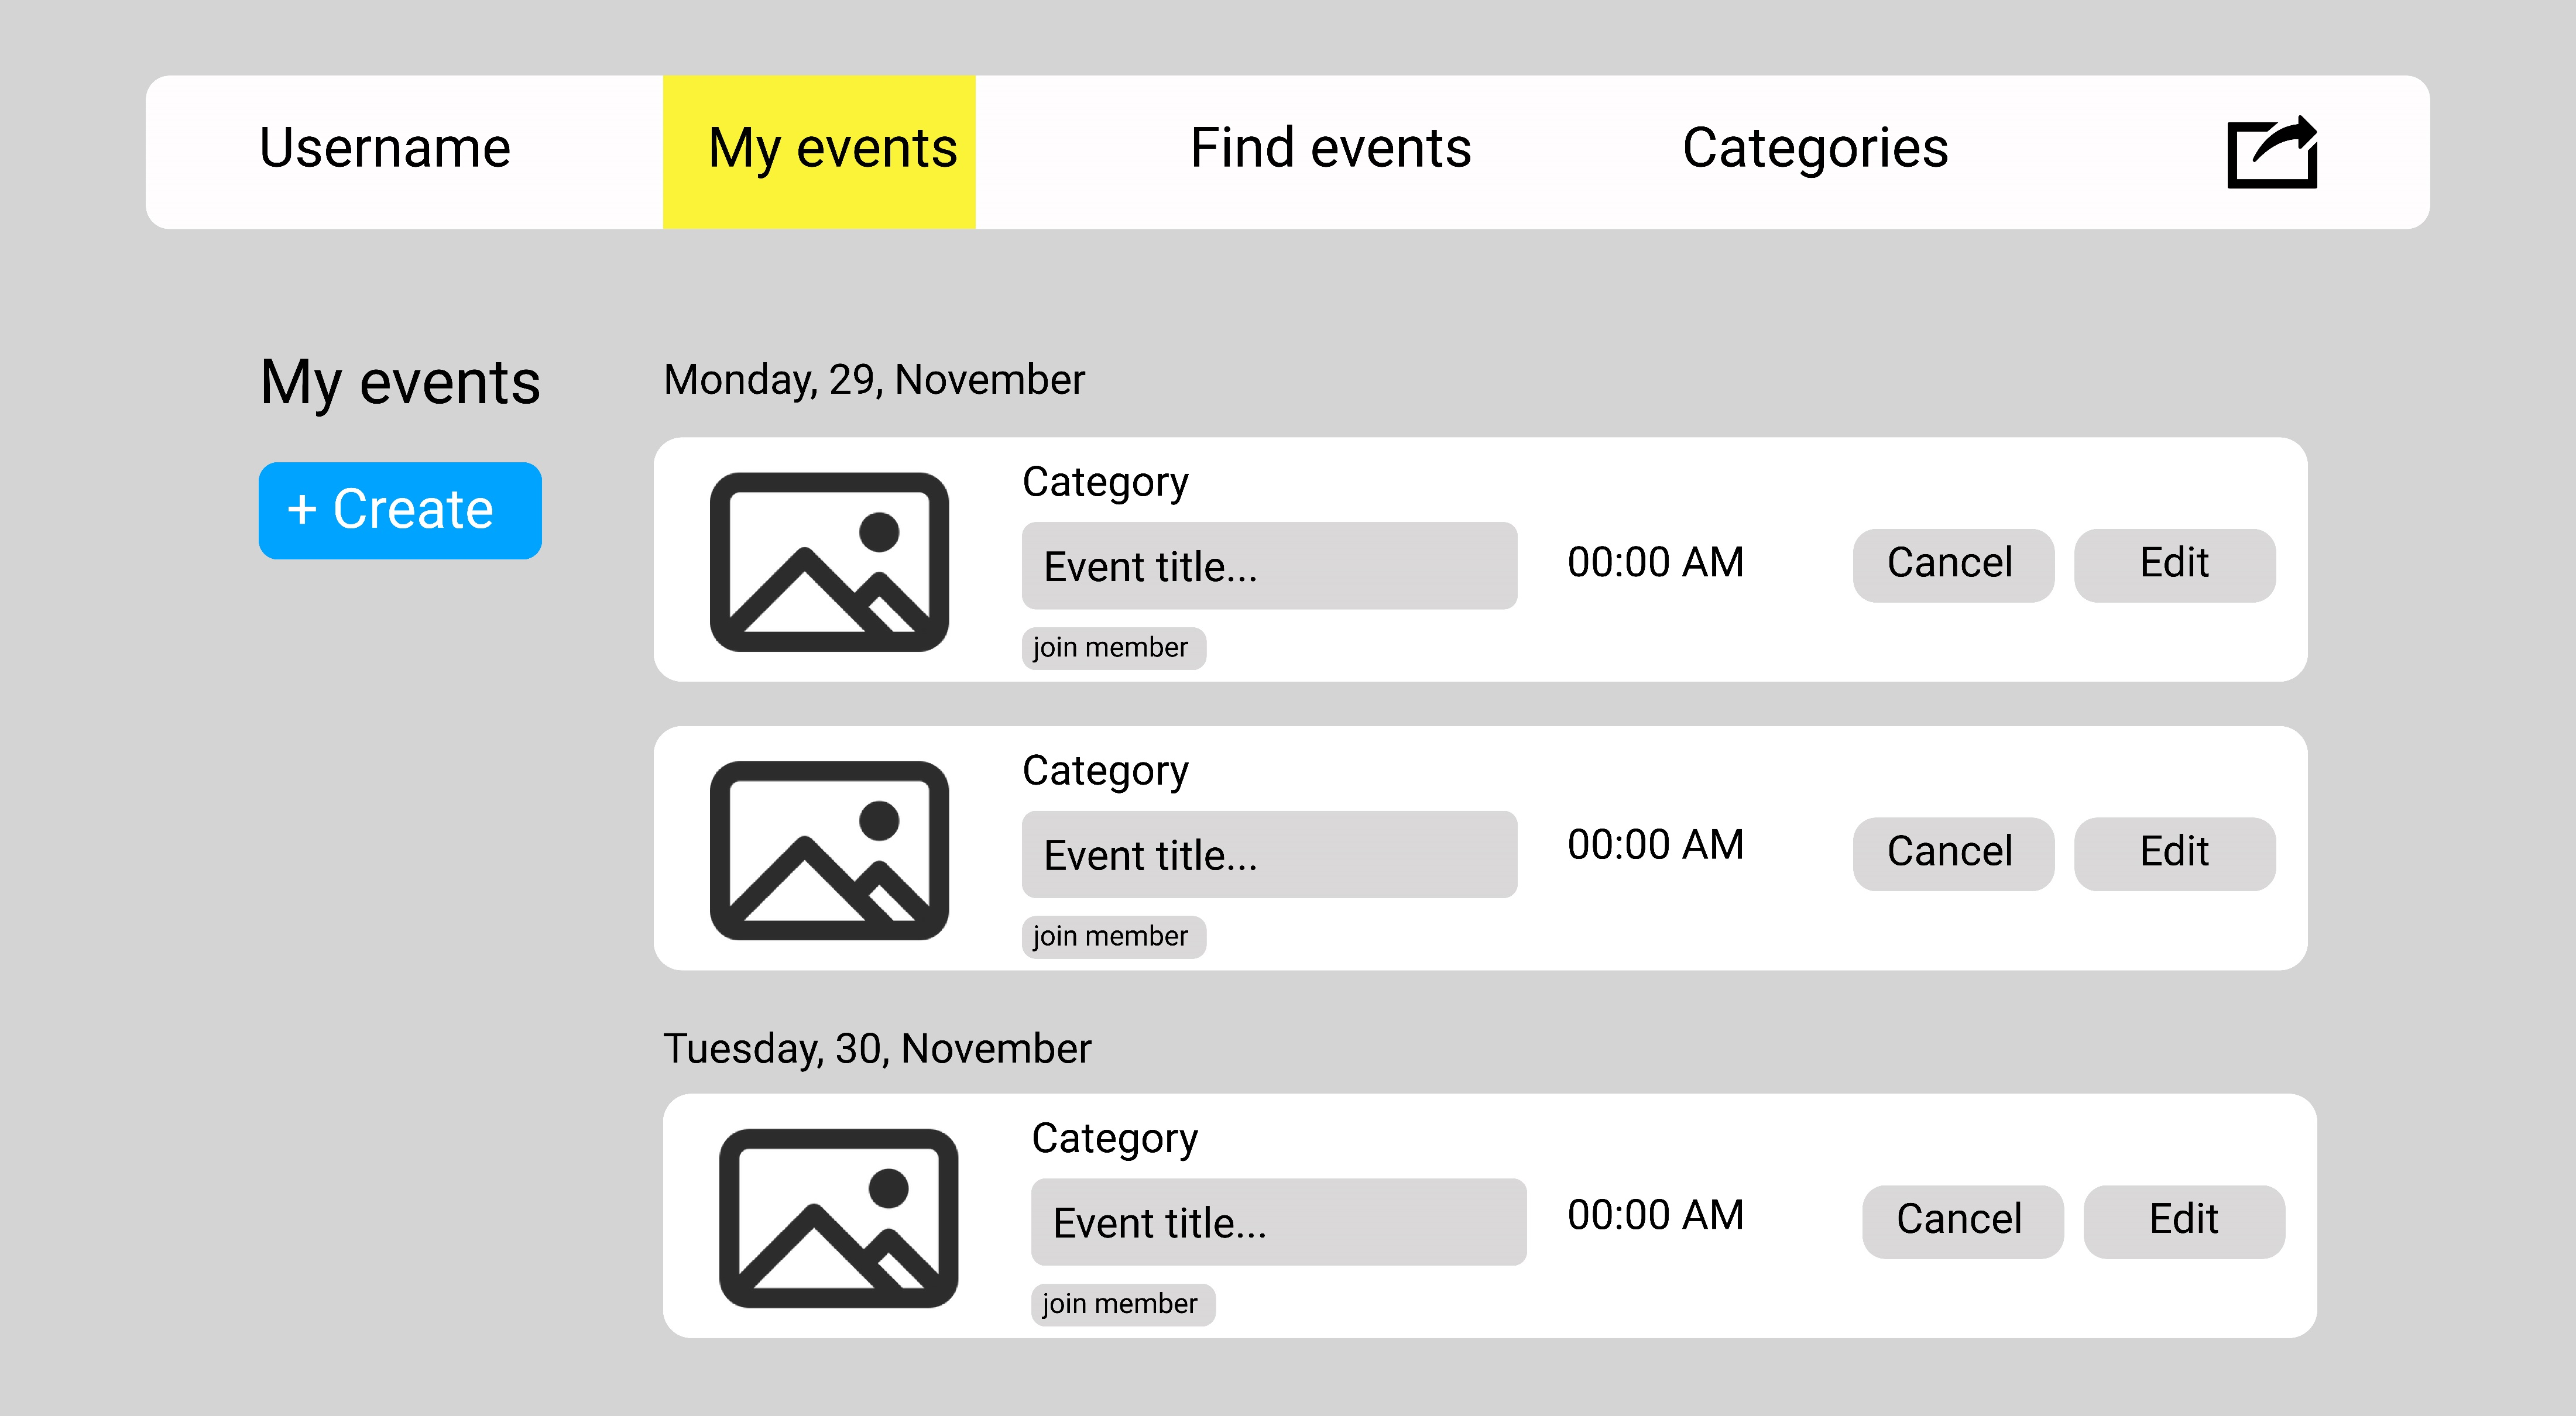 Username
My events
Find events
Categories
My events
+ Create
Monday, 29, November
Category
Event title...
00:00 AM
Cancel
Edit
join member
Category
Event title...
00:00 AM
Cancel
Edit
join member
Tuesday, 30, November
Category
Event title...
00:00 AM
Cancel
Edit
join member